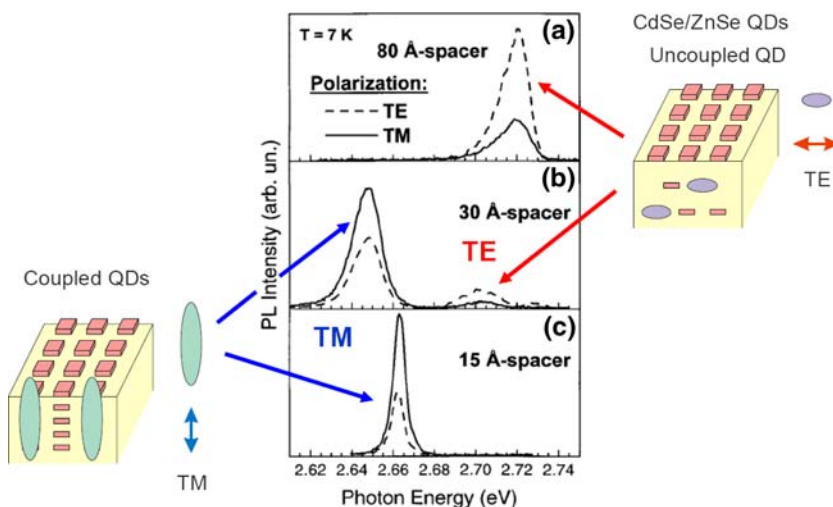 CdSe/ZnSe QDs
Uncoupled QD
TE
T = 7 K
(a)
80 Å-spacer
Polarization:
TE
TM
(b)
30 Å-spacer
TE
(c)
TM
15 Å-spacer
PL Intensity (arb. un.)
2.62 2.64 2.66 2.68 2.70 2.72 2.74
Photon Energy (eV)
Coupled QDs
TM